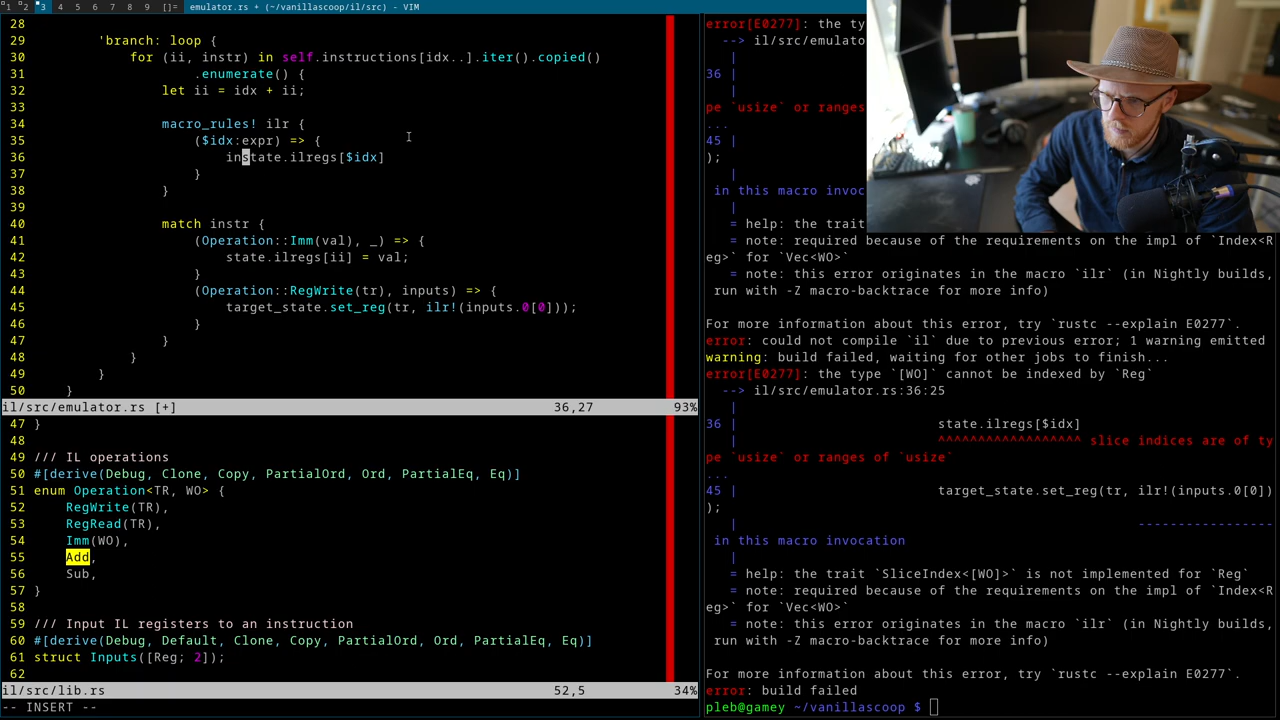 1 2 3 4 5 6 7 8 9 []= emulator.rs + (~/vanillascoop/il/src) - VIM
28
29 'branch: loop {
30 for (ii, instr) in self.instructions[idx..].iter().copied()
31 .enumerate() {
32 let ii = idx + ii;
33
34 macro_rules! ilr {
35 ($idx:expr) => {
36 instate.ilregs[$idx]
37 }
38 }
39
40 match instr {
41 (Operation::Imm(val), _) => {
42 state.ilregs[ii] = val;
43 }
44 (Operation::RegWrite(tr), inputs) => {
45 target_state.set_reg(tr, ilr!(inputs.0[0]));
46 }
47 }
48 }
49 }
50 }
il/src/emulator.rs [+] 36,27 93%
47 }
48
49 /// IL operations
50 #[derive(Debug, Clone, Copy, PartialOrd, Ord, PartialEq, Eq)]
51 enum Operation<TR, WO> {
52 RegWrite(TR),
53 RegRead(TR),
54 Imm(WO),
55 Add,
56 Sub,
57 }
58
59 /// Input IL registers to an instruction
60 #[derive(Debug, Default, Clone, Copy, PartialOrd, Ord, PartialEq, Eq)]
61 struct Inputs([Reg; 2]);
62
il/src/lib.rs 52,5 34%
-- INSERT --
error[E0277]: the ty
--> il/src/emulato
|
36 |
|
pe `usize` or ranges
...
45 |
);
|
in this macro invoc
|
= help: the trait
= note: required because of the requirements on the impl of `Index<R
eg>` for `Vec<WO>`
= note: this error originates in the macro `ilr` (in Nightly builds,
run with -Z macro-backtrace for more info)
For more information about this error, try `rustc --explain E0277`.
error: could not compile `il` due to previous error; 1 warning emitted
warning: build failed, waiting for other jobs to finish...
error[E0277]: the type `[WO]` cannot be indexed by `Reg`
--> il/src/emulator.rs:36:25
|
36 | state.ilregs[$idx]
| ^^^^^^^^^^^^^^^^^^ slice indices are of ty
pe `usize` or ranges of `usize`
...
45 | target_state.set_reg(tr, ilr!(inputs.0[0])
);
| -----------------
in this macro invocation
|
= help: the trait `SliceIndex<[WO]>` is not implemented for `Reg`
= note: required because of the requirements on the impl of `Index<R
eg>` for `Vec<WO>`
= note: this error originates in the macro `ilr` (in Nightly builds,
run with -Z macro-backtrace for more info)
For more information about this error, try `rustc --explain E0277`.
error: build failed
pleb@gamey ~/vanillascoop $